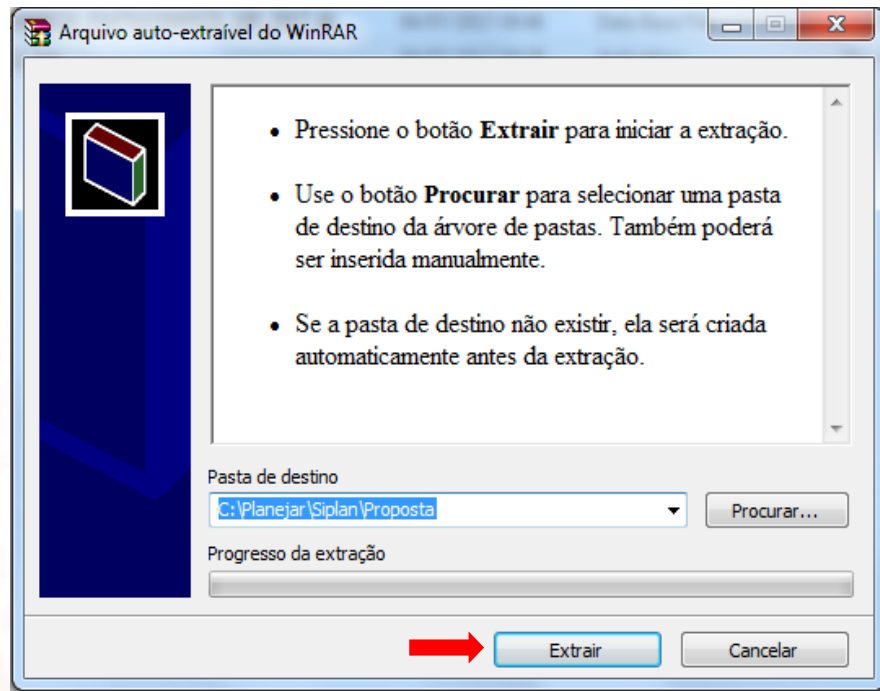 Arquivo auto-extraível do WinRAR
• Pressione o botão Extrair para iniciar a extração.
• Use o botão Procurar para selecionar uma pasta
de destino da árvore de pastas. Também poderá
ser inserida manualmente.
• Se a pasta de destino não existir, ela será criada
automaticamente antes da extração.
Pasta de destino
C:\Planejar\Siplan\Proposta
Procurar...
Progresso da extração
Extrair
Cancelar